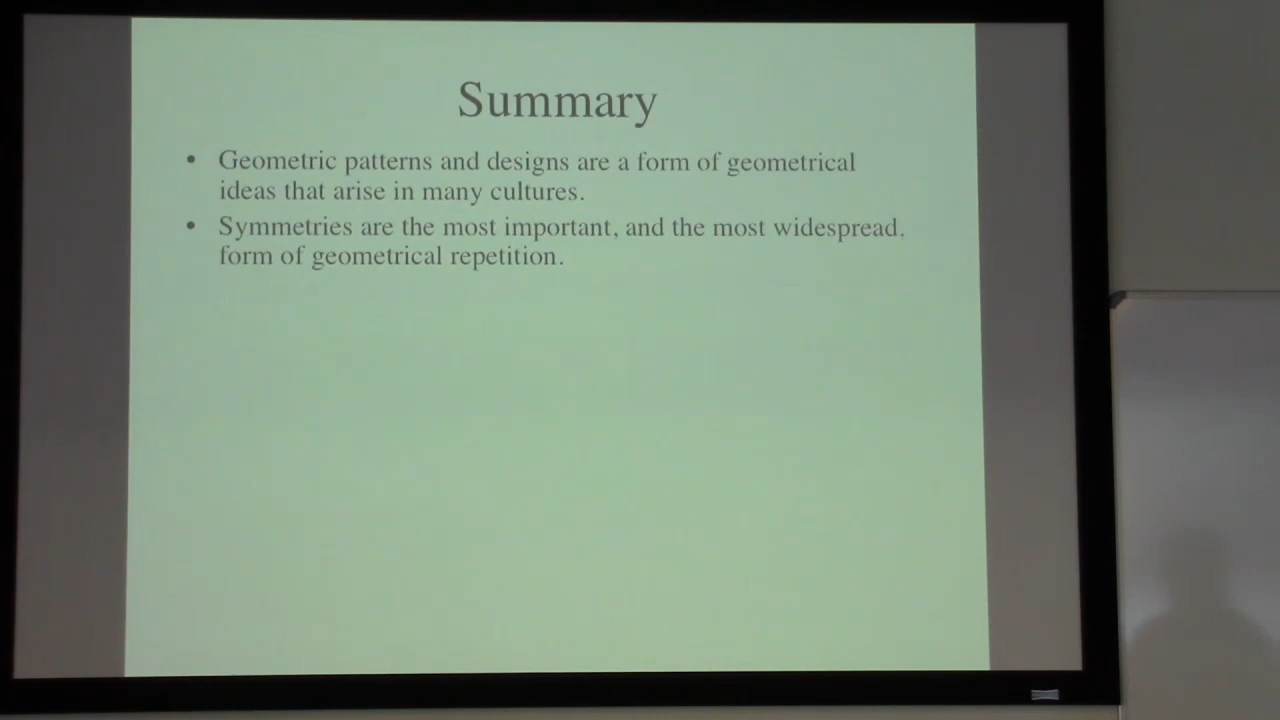 Summary
• Geometric patterns and designs are a form of geometrical
ideas that arise in many cultures.
• Symmetries are the most important, and the most widespread.
form of geometrical repetition.